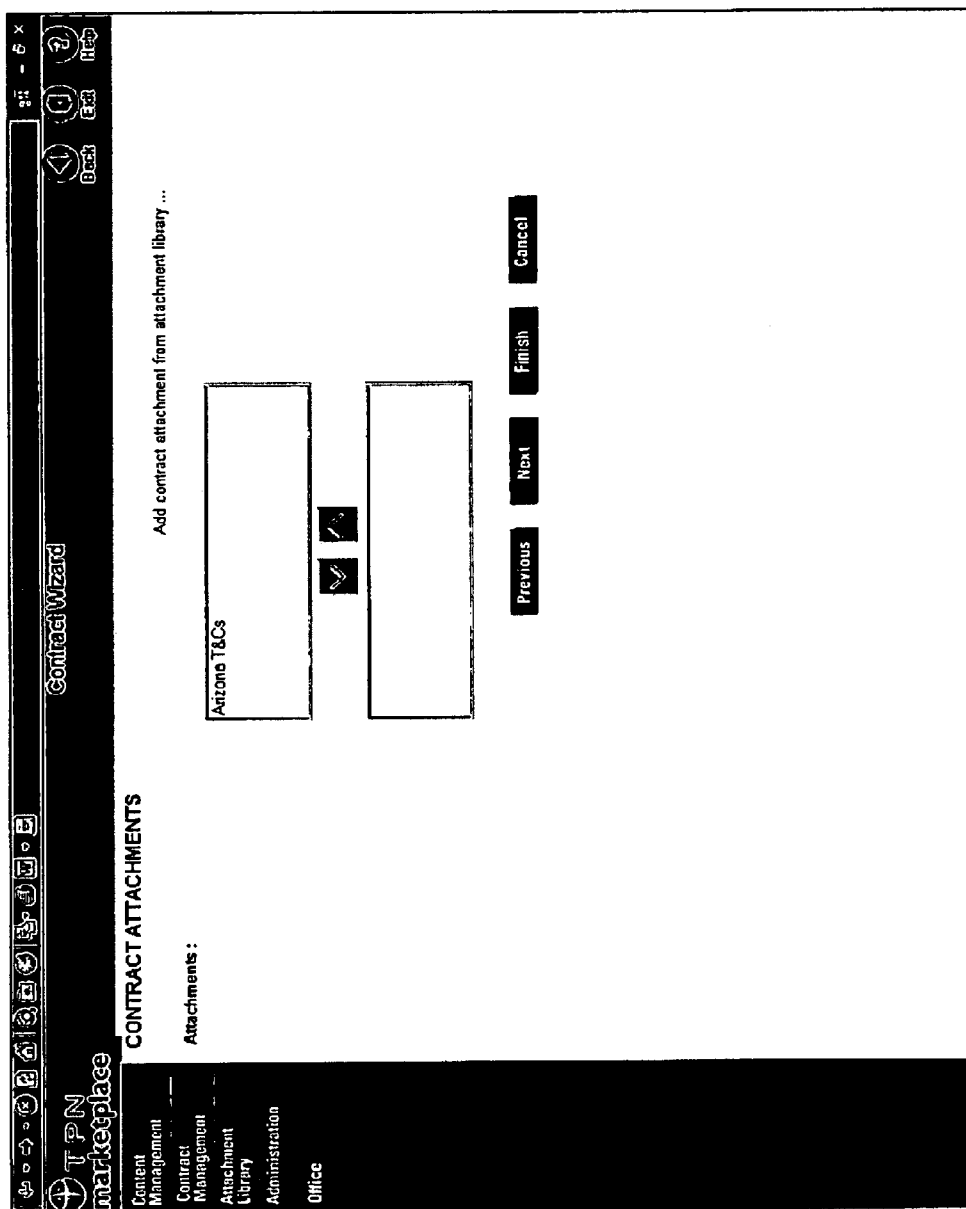 TPN
marketplace
Contract Wizard
Back
Exit
Help
Content
Management
Contract
Management
Attachment
Library
Administration
Office
CONTRACT ATTACHMENTS
Add contract attachment from attachment library ...
Attachments :
Arizona T&Cs
Previous
Next
Finish
Cancel